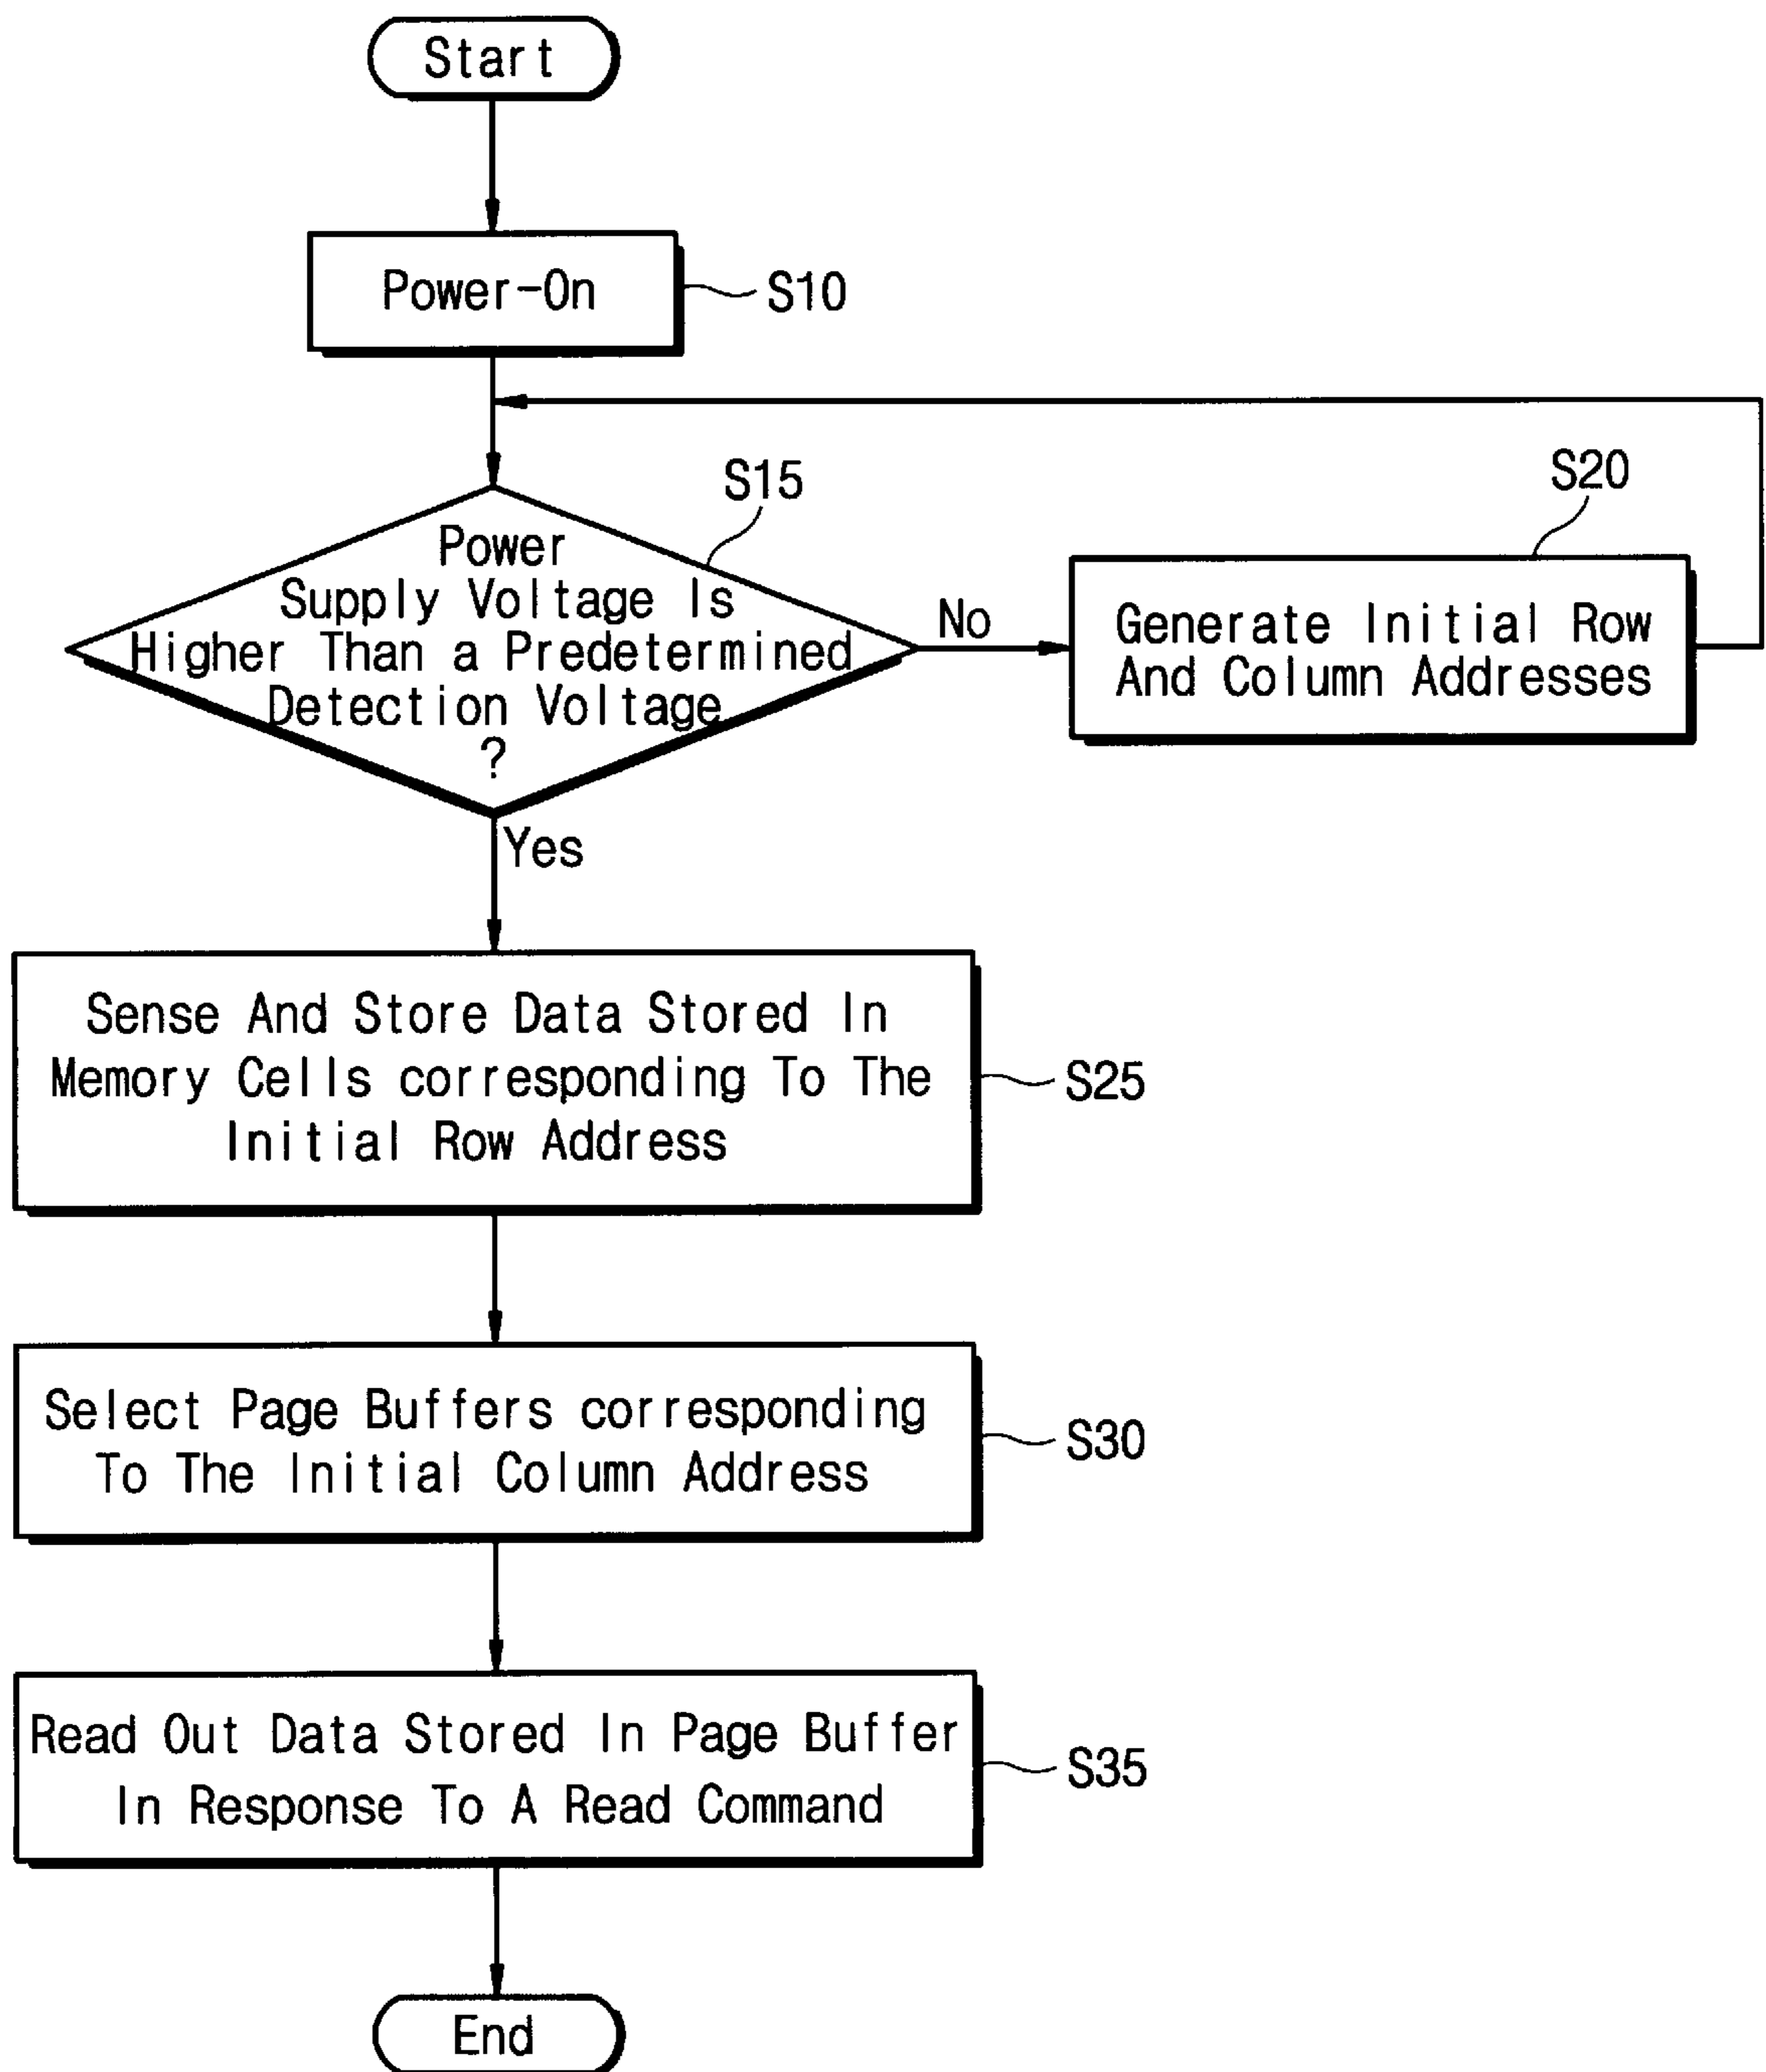 Start
Power-On
S10
S15
Power
Supply Voltage Is
Higher Than a Predetermined
Detection Voltage
?
No
S20
Generate Initial Row
And Column Addresses
Yes
Sense And Store Data Stored In
Memory Cells corresponding To The
Initial Row Address
S25
Select Page Buffers corresponding
To The Initial Column Address
S30
Read Out Data Stored In Page Buffer
In Response To A Read Command
S35
End